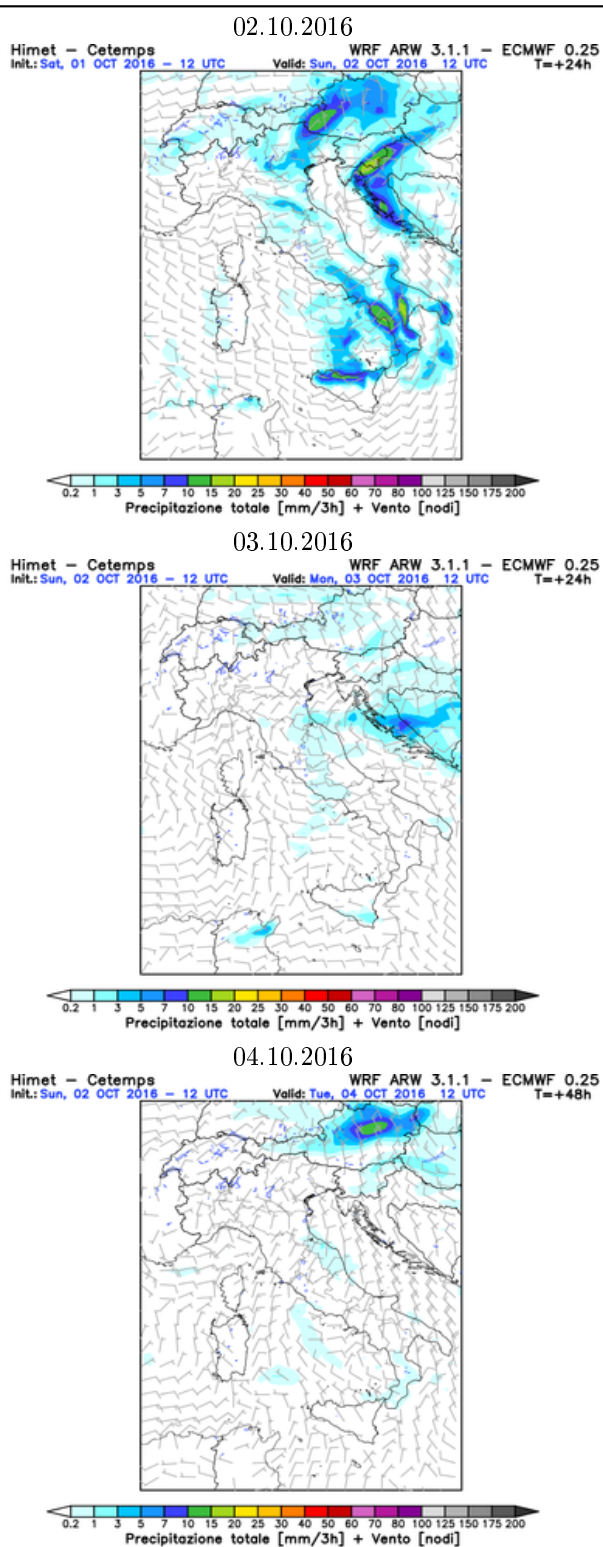 02.10.2016
Himet – Cetemps WRF ARW 3.1.1 – ECMWF 0.25
Init.: Sat, 01 OCT 2016 – 12 UTC Valid: Sun, 02 OCT 2016 12 UTC T=+24h
0.2 1 3 5 7 10 15 20 25 30 40 50 60 70 80 100 125 150 175 200
Precipitazione totale [mm/3h] + Vento [nodi]
03.10.2016
Himet – Cetemps WRF ARW 3.1.1 – ECMWF 0.25
Init.: Sun, 02 OCT 2016 – 12 UTC Valid: Mon, 03 OCT 2016 12 UTC T=+24h
0.2 1 3 5 7 10 15 20 25 30 40 50 60 70 80 100 125 150 175 200
Precipitazione totale [mm/3h] + Vento [nodi]
04.10.2016
Himet – Cetemps WRF ARW 3.1.1 – ECMWF 0.25
Init.: Sun, 02 OCT 2016 – 12 UTC Valid: Tue, 04 OCT 2016 12 UTC T=+48h
0.2 1 3 5 7 10 15 20 25 30 40 50 60 70 80 100 125 150 175 200
Precipitazione totale [mm/3h] + Vento [nodi]